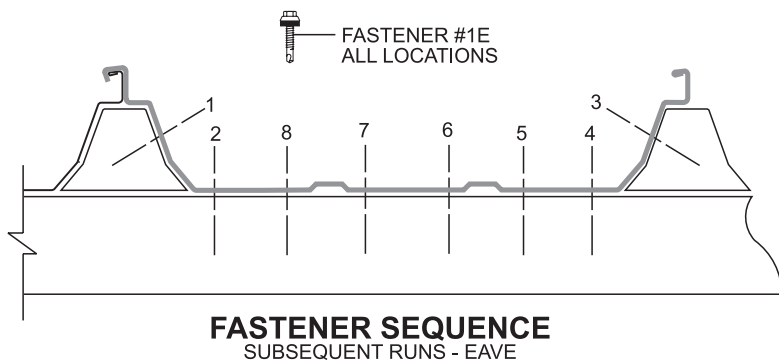 FASTENER #1E
ALL LOCATIONS
1
2
8
7
6
5
4
3
FASTENER SEQUENCE
SUBSEQUENT RUNS - EAVE